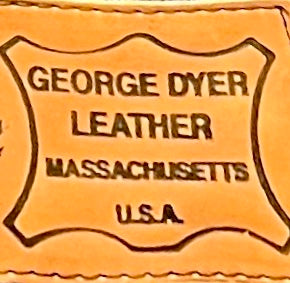 GEORGE DYER
LEATHER
MASSACHUSETTS
U.S.A.